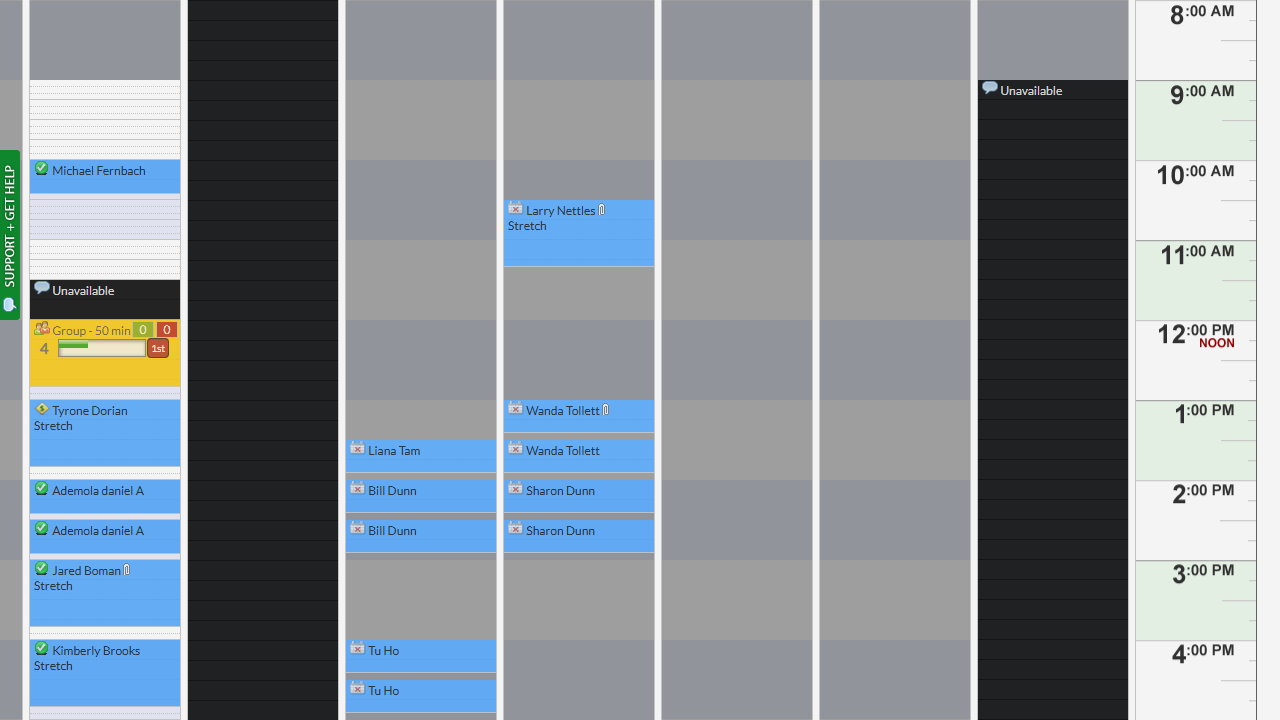 SUPPORT + GET HELP
Michael Fernbach
Unavailable
Group - 50 min 0 0
4 1st
Tyrone Dorian
Stretch
Ademola daniel A
Ademola daniel A
Jared Boman
Stretch
Kimberly Brooks
Stretch
Liana Tam
Bill Dunn
Bill Dunn
Tu Ho
Tu Ho
Larry Nettles
Stretch
Wanda Tollett
Wanda Tollett
Sharon Dunn
Sharon Dunn
Unavailable
8:00 AM
9:00 AM
10:00 AM
11:00 AM
12:00 PM
NOON
1:00 PM
2:00 PM
3:00 PM
4:00 PM